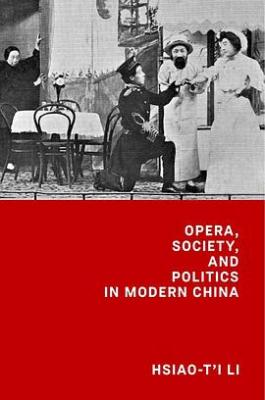 OPERA,
SOCIETY,
AND
POLITICS
IN MODERN CHINA
HSIAO-T'I LI